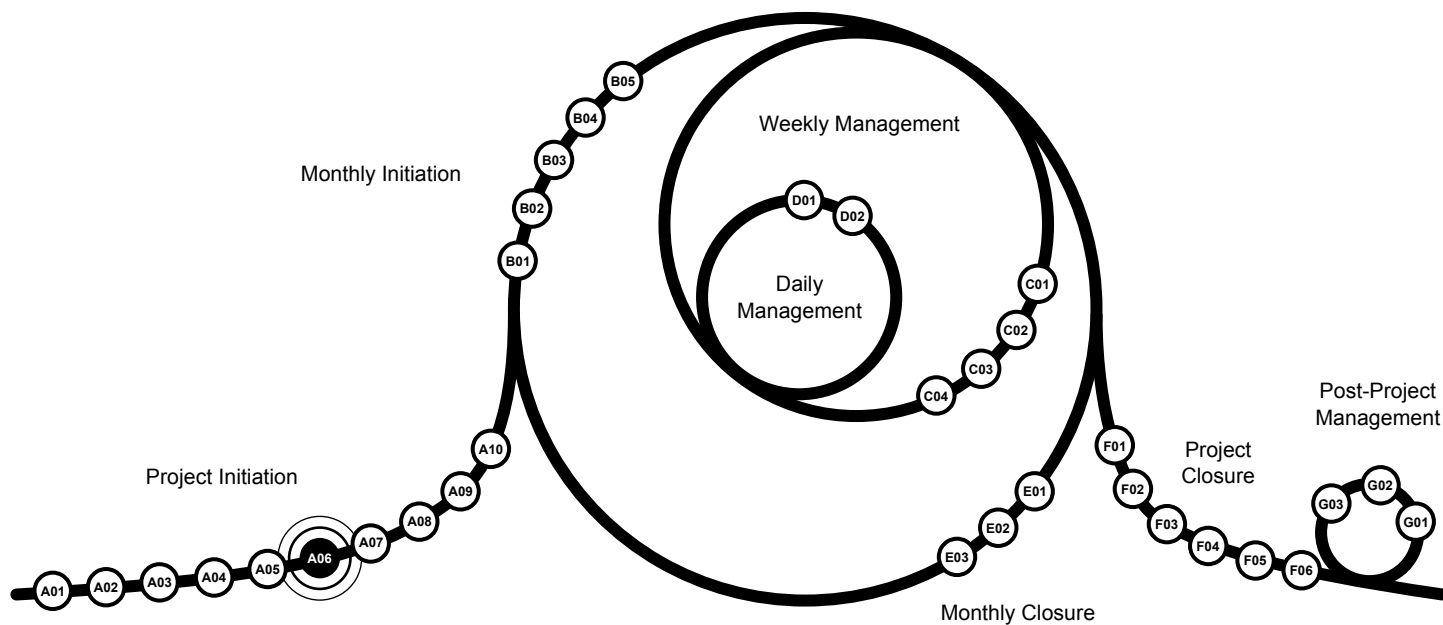 Project Initiation
A01
A02
A03
A04
A05
A06
A07
A08
A09
A10
Monthly Initiation
B01
B02
B03
B04
B05
Weekly Management
C01
C02
C03
C04
Daily
Management
D01
D02
Monthly Closure
E01
E02
E03
Project
Closure
F01
F02
F03
F04
F05
F06
Post-Project
Management
G01
G02
G03